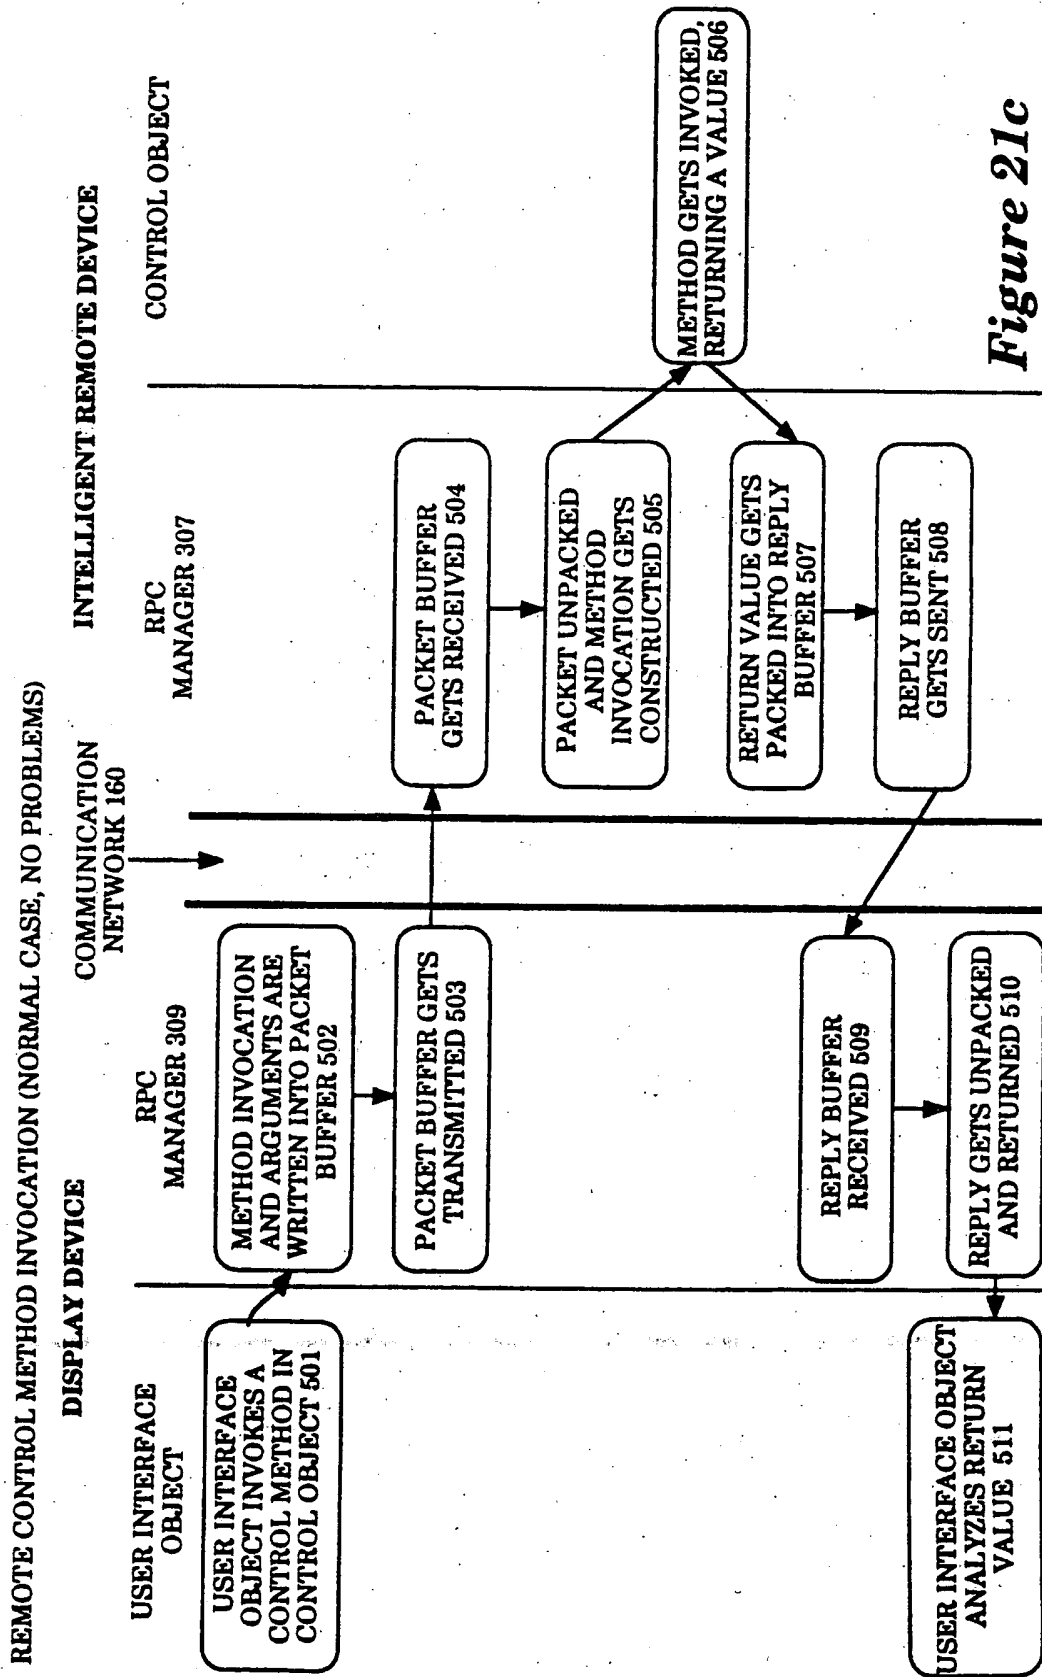 REMOTE CONTROL METHOD INVOCATION (NORMAL CASE, NO PROBLEMS)
DISPLAY DEVICE
COMMUNICATION
NETWORK 160
INTELLIGENT REMOTE DEVICE
USER INTERFACE
OBJECT
RPC
MANAGER 309
RPC
MANAGER 307
CONTROL OBJECT
USER INTERFACE
OBJECT INVOKES A
CONTROL METHOD IN
CONTROL OBJECT 501
METHOD INVOCATION
AND ARGUMENTS ARE
WRITTEN INTO PACKET
BUFFER 502
PACKET BUFFER GETS
TRANSMITTED 503
PACKET BUFFER
GETS RECEIVED 504
PACKET UNPACKED
AND METHOD
INVOCATION GETS
CONSTRUCTED 505
METHOD GETS INVOKED,
RETURNING A VALUE 506
RETURN VALUE GETS
PACKED INTO REPLY
BUFFER 507
REPLY BUFFER
GETS SENT 508
REPLY BUFFER
RECEIVED 509
REPLY GETS UNPACKED
AND RETURNED 510
USER INTERFACE OBJECT
ANALYZES RETURN
VALUE 511
Figure 21c